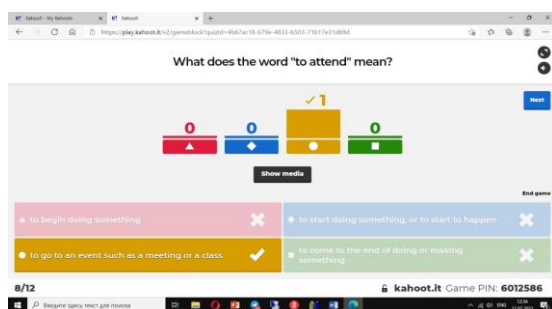 K! Kahoot! - My Kahoots
K! Kahoot!
https://play.kahoot.it/v2/gameblock?quizId=4b67ac18-679e-4833-b503-71b17e31d89d
What does the word "to attend" mean?
1
Next
0
0
0
Show media
End game
to begin doing something
to start doing something, or to start to happen
to go to an event such as a meeting or a class
to come to the end of doing or making
something
8/12
kahoot.it Game PIN: 6012586
Введите здесь текст для поиска
ENG
12:54